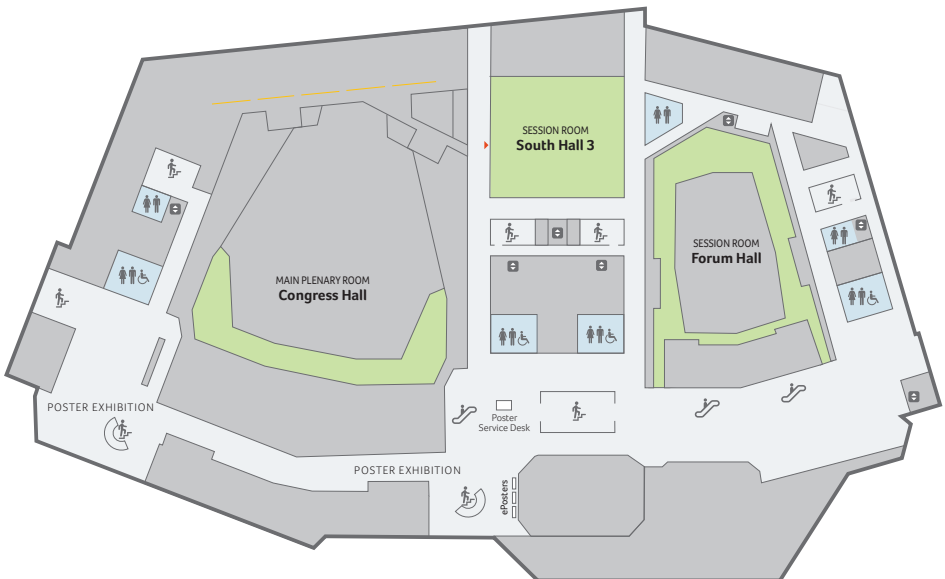 SESSION ROOM
South Hall 3
SESSION ROOM
Forum Hall
MAIN PLENARY ROOM
Congress Hall
POSTER EXHIBITION
Poster
Service Desk
POSTER EXHIBITION
ePosters